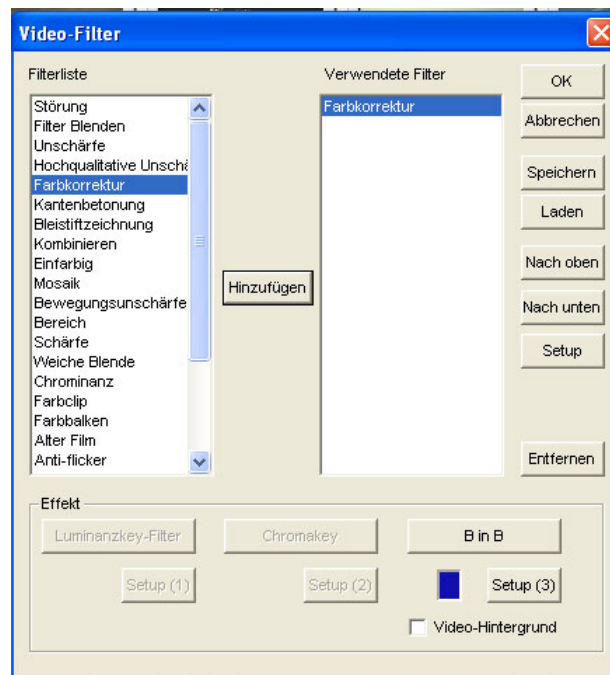 Video-Filter
Filterliste
Störung
Filter Blenden
Unschärfe
Hochqualitative Unschä
Farbkorrektur
Kantenbetonung
Bleistiftzeichnung
Kombinieren
Einfarbig
Mosaik
Bewegungsunschärfe
Bereich
Schärfe
Weiche Blende
Chrominanz
Farbclip
Farbbalken
Alter Film
Anti-flicker
Hinzufügen
Verwendete Filter
Farbkorrektur
OK
Abbrechen
Speichern
Laden
Nach oben
Nach unten
Setup
Entfernen
Effekt
Luminanzkey-Filter
Chromakey
B in B
Setup (1)
Setup (2)
Setup (3)
Video-Hintergrund